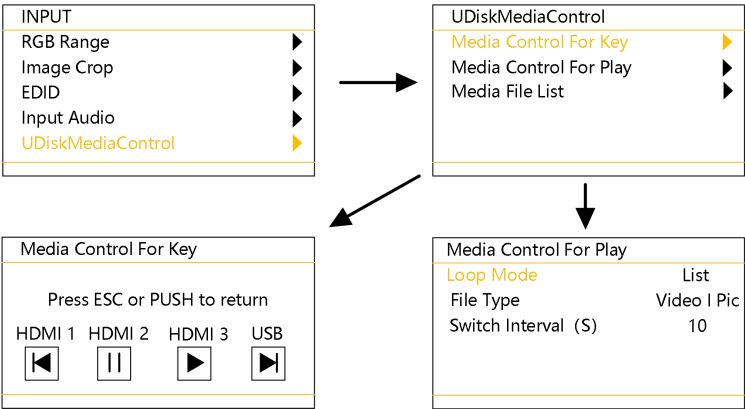 INPUT
RGB Range
Image Crop
EDID
Input Audio
UDiskMediaControl
UDiskMediaControl
Media Control For Key
Media Control For Play
Media File List
Media Control For Key
Press ESC or PUSH to return
HDMI 1 HDMI 2 HDMI 3 USB
Media Control For Play
Loop Mode List
File Type Video I Pic
Switch Interval（S） 10